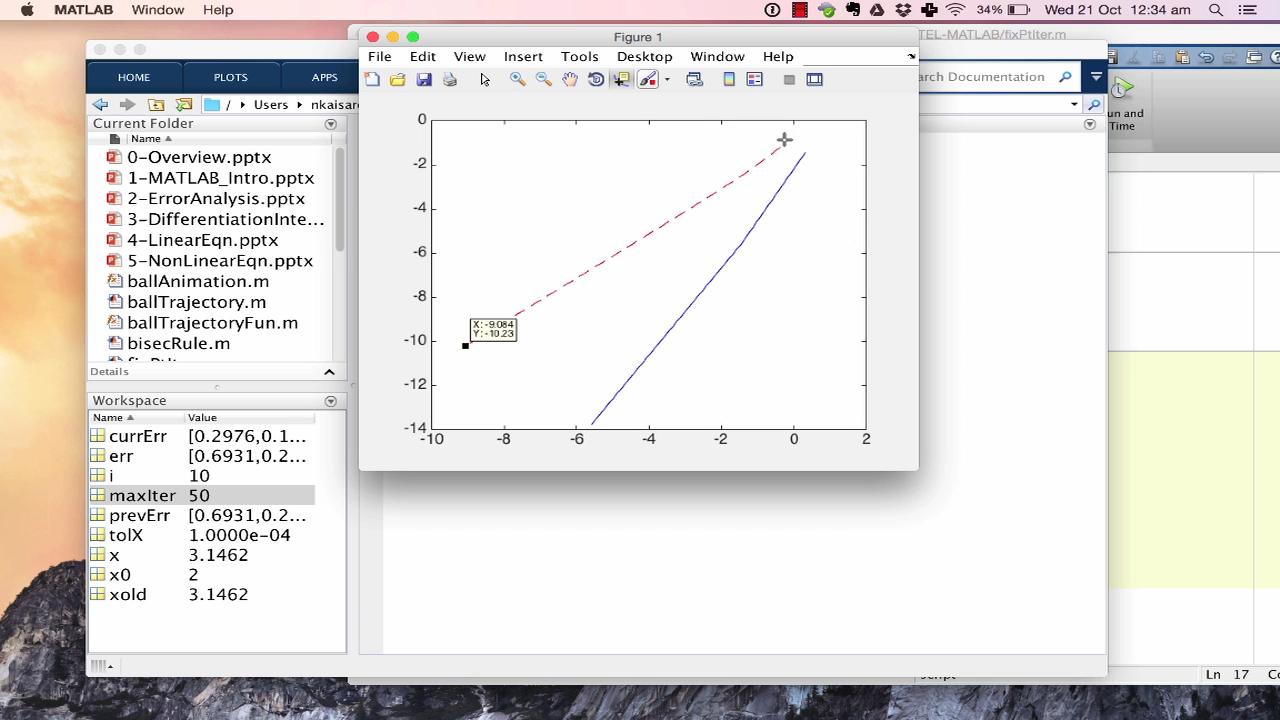 MATLAB Window Help 34% Wed 21 Oct 12:34 am
Figure 1
TEL-MATLAB/fixPtIter.m
File Edit View Insert Tools Desktop Window Help
HOME PLOTS APPS
arch Documentation
/ ▸ Users ▸ nkaisare
un and
Time
Current Folder
Name
0-Overview.pptx
1-MATLAB_Intro.pptx
2-ErrorAnalysis.pptx
3-DifferentiationInte...
4-LinearEqn.pptx
5-NonLinearEqn.pptx
ballAnimation.m
ballTrajectory.m
ballTrajectoryFun.m
bisecRule.m
Details
Workspace
Name Value
currErr [0.2976,0.1...
err [0.6931,0.2...
i 10
maxIter 50
prevErr [0.6931,0.2...
tolX 1.0000e-04
x 3.1462
x0 2
xold 3.1462
0
-2
-4
-6
-8
-10
-12
-14
X: -9.084
Y: -10.23
-10 -8 -6 -4 -2 0 2
script
Ln 17